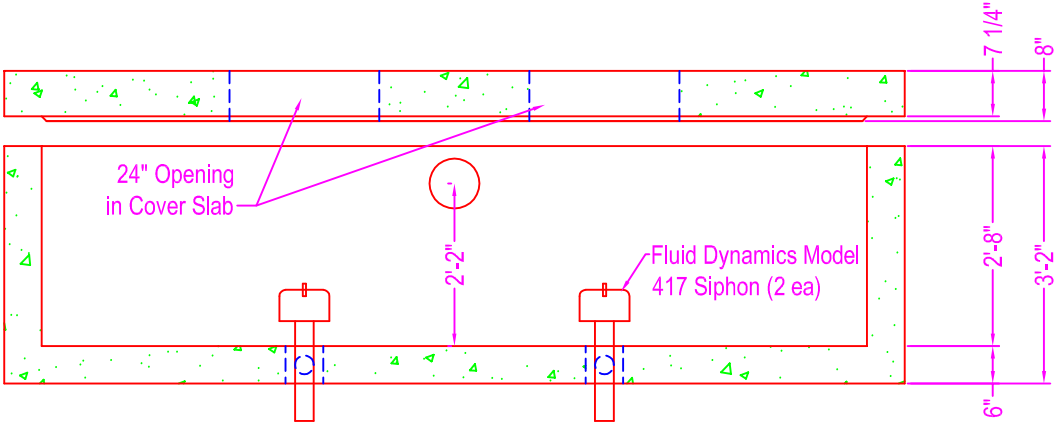 7 1/4"
8"
24" Opening
in Cover Slab
2'-2"
Fluid Dynamics Model
417 Siphon (2 ea)
2'-8"
3'-2"
6"